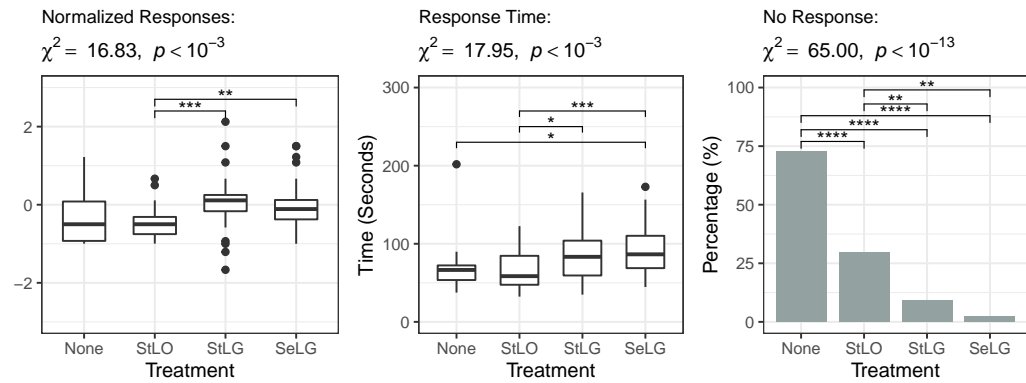 Normalized Responses:
χ² = 16.83, p < 10⁻³
2
0
−2
None StLO StLG SeLG
Treatment
*** **
Response Time:
χ² = 17.95, p < 10⁻³
Time (Seconds)
300
200
100
0
None StLO StLG SeLG
Treatment
***
*
*
No Response:
χ² = 65.00, p < 10⁻¹³
Percentage (%)
100
75
50
25
0
None StLO StLG SeLG
Treatment
**
**
****
****
****